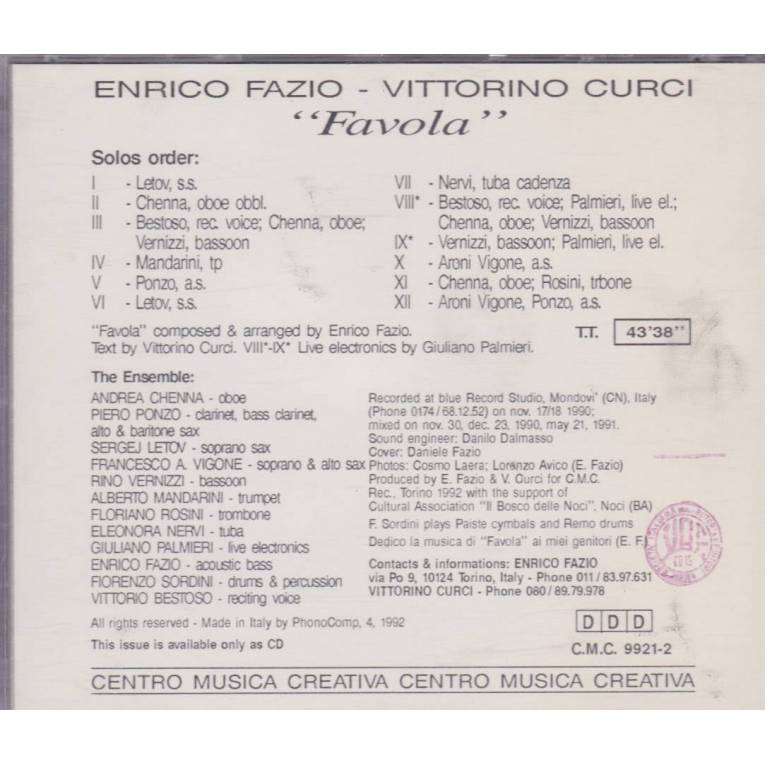 ENRICO FAZIO - VITTORINO CURCI
“Favola”
Solos order:
I - Letov, s.s.
II - Chenna, oboe obbl.
III - Bestoso, rec. voice; Chenna, oboe;
Vernizzi, bassoon
IV - Mandarini, tp
V - Ponzo, a.s.
VI - Letov, s.s.
VII - Nervi, tuba cadenza
VIII* - Bestoso, rec. voice; Palmieri, live el.;
Chenna, oboe; Vernizzi, bassoon
IX* - Vernizzi, bassoon; Palmieri, live el.
X - Aroni Vigone, a.s.
XI - Chenna, oboe; Rosini, trbone
XII - Aroni Vigone, Ponzo, a.s.
"Favola" composed & arranged by Enrico Fazio.
Text by Vittorino Curci. VIII*-IX* Live electronics by Giuliano Palmieri.
T.T. 43'38"
The Ensemble:
ANDREA CHENNA - oboe
PIERO PONZO - clarinet, bass clarinet,
alto & baritone sax
SERGEJ LETOV - soprano sax
FRANCESCO A. VIGONE - soprano & alto sax
RINO VERNIZZI - bassoon
ALBERTO MANDARINI - trumpet
FLORIANO ROSINI - trombone
ELEONORA NERVI - tuba
GIULIANO PALMIERI - live electronics
ENRICO FAZIO - acoustic bass
FIORENZO SORDINI - drums & percussion
VITTORIO BESTOSO - reciting voice
Recorded at blue Record Studio, Mondovi' (CN), Italy
(Phone 0174/68.12.52) on nov. 17/18 1990;
mixed on nov. 30, dec. 23, 1990, may 21, 1991.
Sound engineer: Danilo Dalmasso
Cover: Daniele Fazio
Photos: Cosmo Laera; Lorenzo Avico (E. Fazio)
Produced by E. Fazio & V. Curci for C.M.C.
Rec., Torino 1992 with the support of
Cultural Association "Il Bosco delle Noci", Noci (BA)
F. Sordini plays Paiste cymbals and Remo drums
Dedico la musica di "Favola" ai miei genitori (E. F.)
Contacts & informations: ENRICO FAZIO
via Po 9, 10124 Torino, Italy - Phone 011/83.97.631
VITTORINO CURCI - Phone 080/89.79.978
All rights reserved - Made in Italy by PhonoComp, 4, 1992
This issue is available only as CD
D D D
C.M.C. 9921-2
CENTRO MUSICA CREATIVA CENTRO MUSICA CREATIVA